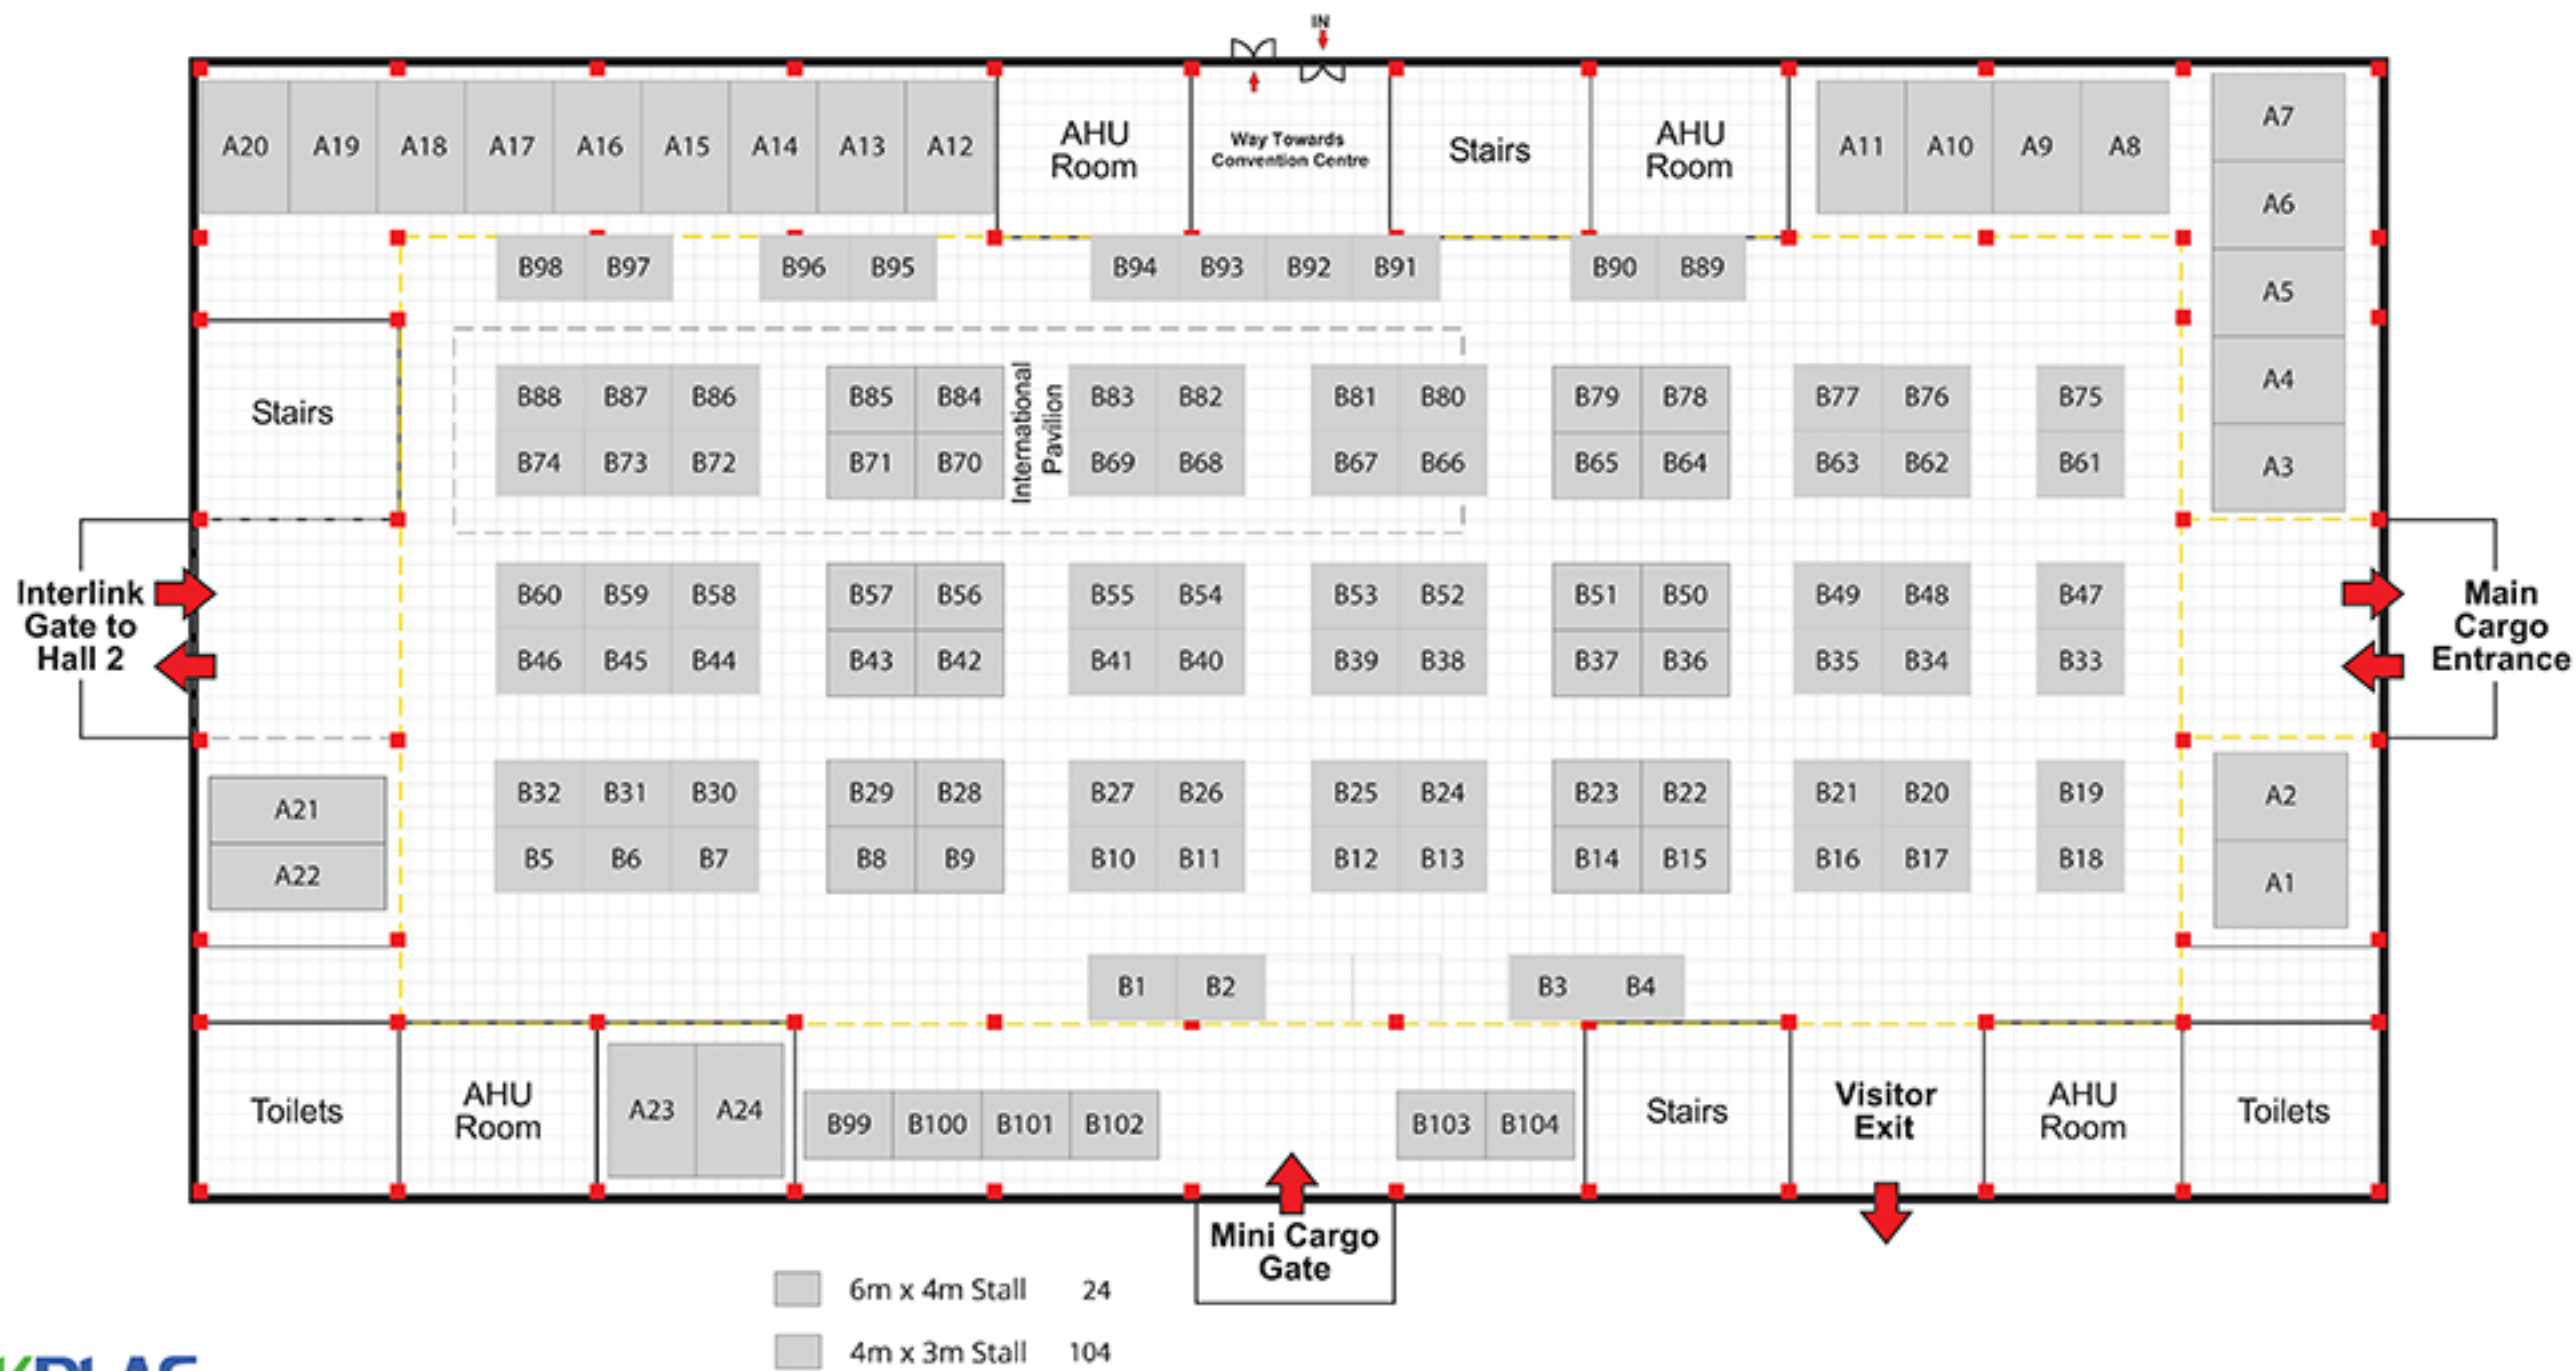 IN
A20 A19 A18 A17 A16 A15 A14 A13 A12
AHU
Room
Way Towards
Convention Centre
Stairs
AHU
Room
A11 A10 A9 A8
A7
A6
A5
A4
A3
B98 B97 B96 B95 B94 B93 B92 B91 B90 B89
Stairs
International
Pavilion
B88 B87 B86 B85 B84 B83 B82 B81 B80 B79 B78 B77 B76 B75
B74 B73 B72 B71 B70 B69 B68 B67 B66 B65 B64 B63 B62 B61
Interlink
Gate to
Hall 2
B60 B59 B58 B57 B56 B55 B54 B53 B52 B51 B50 B49 B48 B47
B46 B45 B44 B43 B42 B41 B40 B39 B38 B37 B36 B35 B34 B33
Main
Cargo
Entrance
A21
A22
B32 B31 B30 B29 B28 B27 B26 B25 B24 B23 B22 B21 B20 B19
B5 B6 B7 B8 B9 B10 B11 B12 B13 B14 B15 B16 B17 B18
A2
A1
B1 B2 B3 B4
Toilets
AHU
Room
A23 A24
B99 B100 B101 B102
B103 B104
Stairs
Visitor
Exit
AHU
Room
Toilets
Mini Cargo
Gate
6m x 4m Stall 24
4m x 3m Stall 104